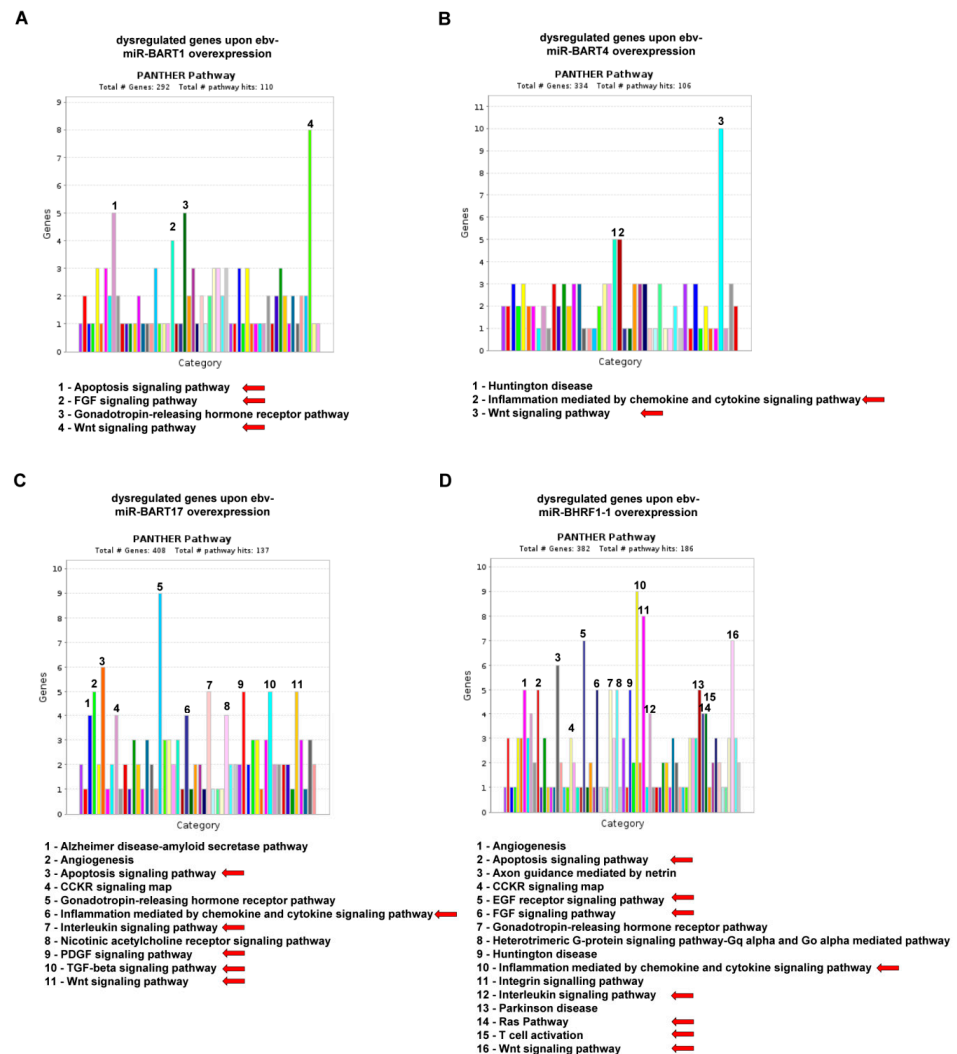 A
dysregulated genes upon ebv-
miR-BART1 overexpression
PANTHER Pathway
Total # Genes: 292 Total # pathway hits: 110
9
8
7
6
5
4
3
2
1
0
Genes
1
2
3
4
Category
1 - Apoptosis signaling pathway
2 - FGF signaling pathway
3 - Gonadotropin-releasing hormone receptor pathway
4 - Wnt signaling pathway
B
dysregulated genes upon ebv-
miR-BART4 overexpression
PANTHER Pathway
Total # Genes: 334 Total # pathway hits: 106
11
10
9
8
7
6
5
4
3
2
1
0
Genes
12
3
Category
1 - Huntington disease
2 - Inflammation mediated by chemokine and cytokine signaling pathway
3 - Wnt signaling pathway
C
dysregulated genes upon ebv-
miR-BART17 overexpression
PANTHER Pathway
Total # Genes: 408 Total # pathway hits: 137
10
9
8
7
6
5
4
3
2
1
0
Genes
1
2
3
4
5
6
7
8
9
10
11
Category
1 - Alzheimer disease-amyloid secretase pathway
2 - Angiogenesis
3 - Apoptosis signaling pathway
4 - CCKR signaling map
5 - Gonadotropin-releasing hormone receptor pathway
6 - Inflammation mediated by chemokine and cytokine signaling pathway
7 - Interleukin signaling pathway
8 - Nicotinic acetylcholine receptor signaling pathway
9 - PDGF signaling pathway
10 - TGF-beta signaling pathway
11 - Wnt signaling pathway
D
dysregulated genes upon ebv-
miR-BHRF1-1 overexpression
PANTHER Pathway
Total # Genes: 382 Total # pathway hits: 186
10
9
8
7
6
5
4
3
2
1
0
Genes
1
2
3
4
5
6
7
8
9
10
11
12
13
14
15
16
Category
1 - Angiogenesis
2 - Apoptosis signaling pathway
3 - Axon guidance mediated by netrin
4 - CCKR signaling map
5 - EGF receptor signaling pathway
6 - FGF signaling pathway
7 - Gonadotropin-releasing hormone receptor pathway
8 - Heterotrimeric G-protein signaling pathway-Gq alpha and Go alpha mediated pathway
9 - Huntington disease
10 - Inflammation mediated by chemokine and cytokine signaling pathway
11 - Integrin signalling pathway
12 - Interleukin signaling pathway
13 - Parkinson disease
14 - Ras Pathway
15 - T cell activation
16 - Wnt signaling pathway